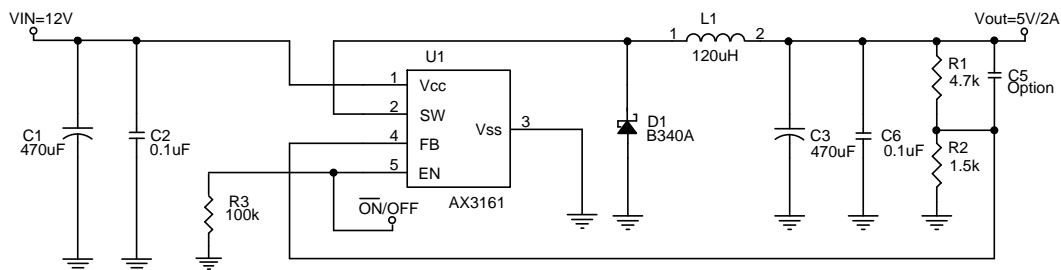 VIN=12V
Vout=5V/2A
L1
1
2
120uH
U1
1
Vcc
2
SW
4
FB
5
EN
Vss
3
AX3161
C1
470uF
C2
0.1uF
R3
100k
O̅N̅/OFF
D1
B340A
C3
470uF
C6
0.1uF
R1
4.7k
R2
1.5k
C5
Option